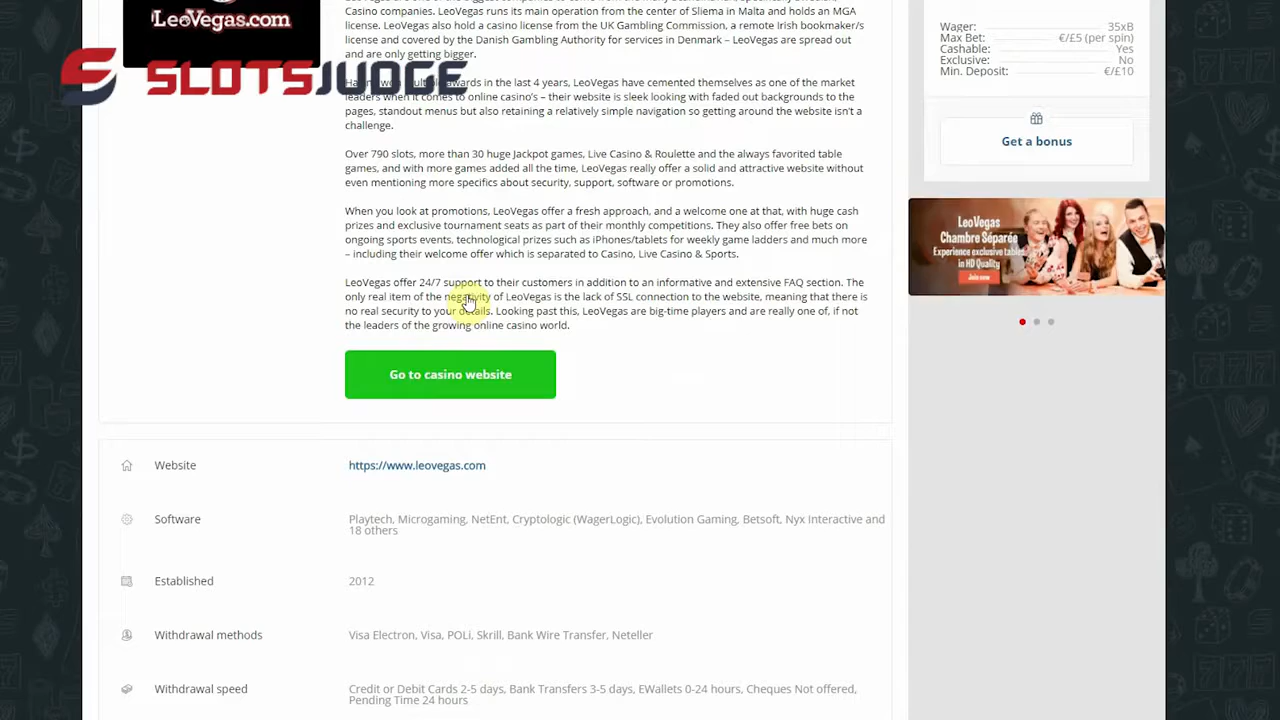 LeoVegas.com
SLOTSJUDGE
Casino companies. LeoVegas runs its main operation from the center of Sliema in Malta and holds an MGA
license. LeoVegas also hold a casino license from the UK Gambling Commission, a remote Irish bookmaker/s
license and covered by the Danish Gambling Authority for services in Denmark – LeoVegas are spread out
and are only getting bigger.
awards in the last 4 years, LeoVegas have cemented themselves as one of the market
leaders when it comes to online casino's – their website is sleek looking with faded out backgrounds to the
pages, standout menus but also retaining a relatively simple navigation so getting around the website isn't a
challenge.
Over 790 slots, more than 30 huge Jackpot games, Live Casino & Roulette and the always favorited table
games, and with more games added all the time, LeoVegas really offer a solid and attractive website without
even mentioning more specifics about security, support, software or promotions.
When you look at promotions, LeoVegas offer a fresh approach, and a welcome one at that, with huge cash
prizes and exclusive tournament seats as part of their monthly competitions. They also offer free bets on
ongoing sports events, technological prizes such as iPhones/tablets for weekly game ladders and much more
– including their welcome offer which is separated to Casino, Live Casino & Sports.
LeoVegas offer 24/7 support to their customers in addition to an informative and extensive FAQ section. The
only real item of the negativity of LeoVegas is the lack of SSL connection to the website, meaning that there is
no real security to your details. Looking past this, LeoVegas are big-time players and are really one of, if not
the leaders of the growing online casino world.
Go to casino website
Website https://www.leovegas.com
Software Playtech, Microgaming, NetEnt, Cryptologic (WagerLogic), Evolution Gaming, Betsoft, Nyx Interactive and
18 others
Established 2012
Withdrawal methods Visa Electron, Visa, POLi, Skrill, Bank Wire Transfer, Neteller
Withdrawal speed Credit or Debit Cards 2-5 days, Bank Transfers 3-5 days, EWallets 0-24 hours, Cheques Not offered,
Pending Time 24 hours
Wager: 35xB
Max Bet: €/£5 (per spin)
Cashable: Yes
Exclusive: No
Min. Deposit: €/£10
Get a bonus
LeoVegas
Chambre Séparée
Experience exclusive tables
in HD Quality
Join now